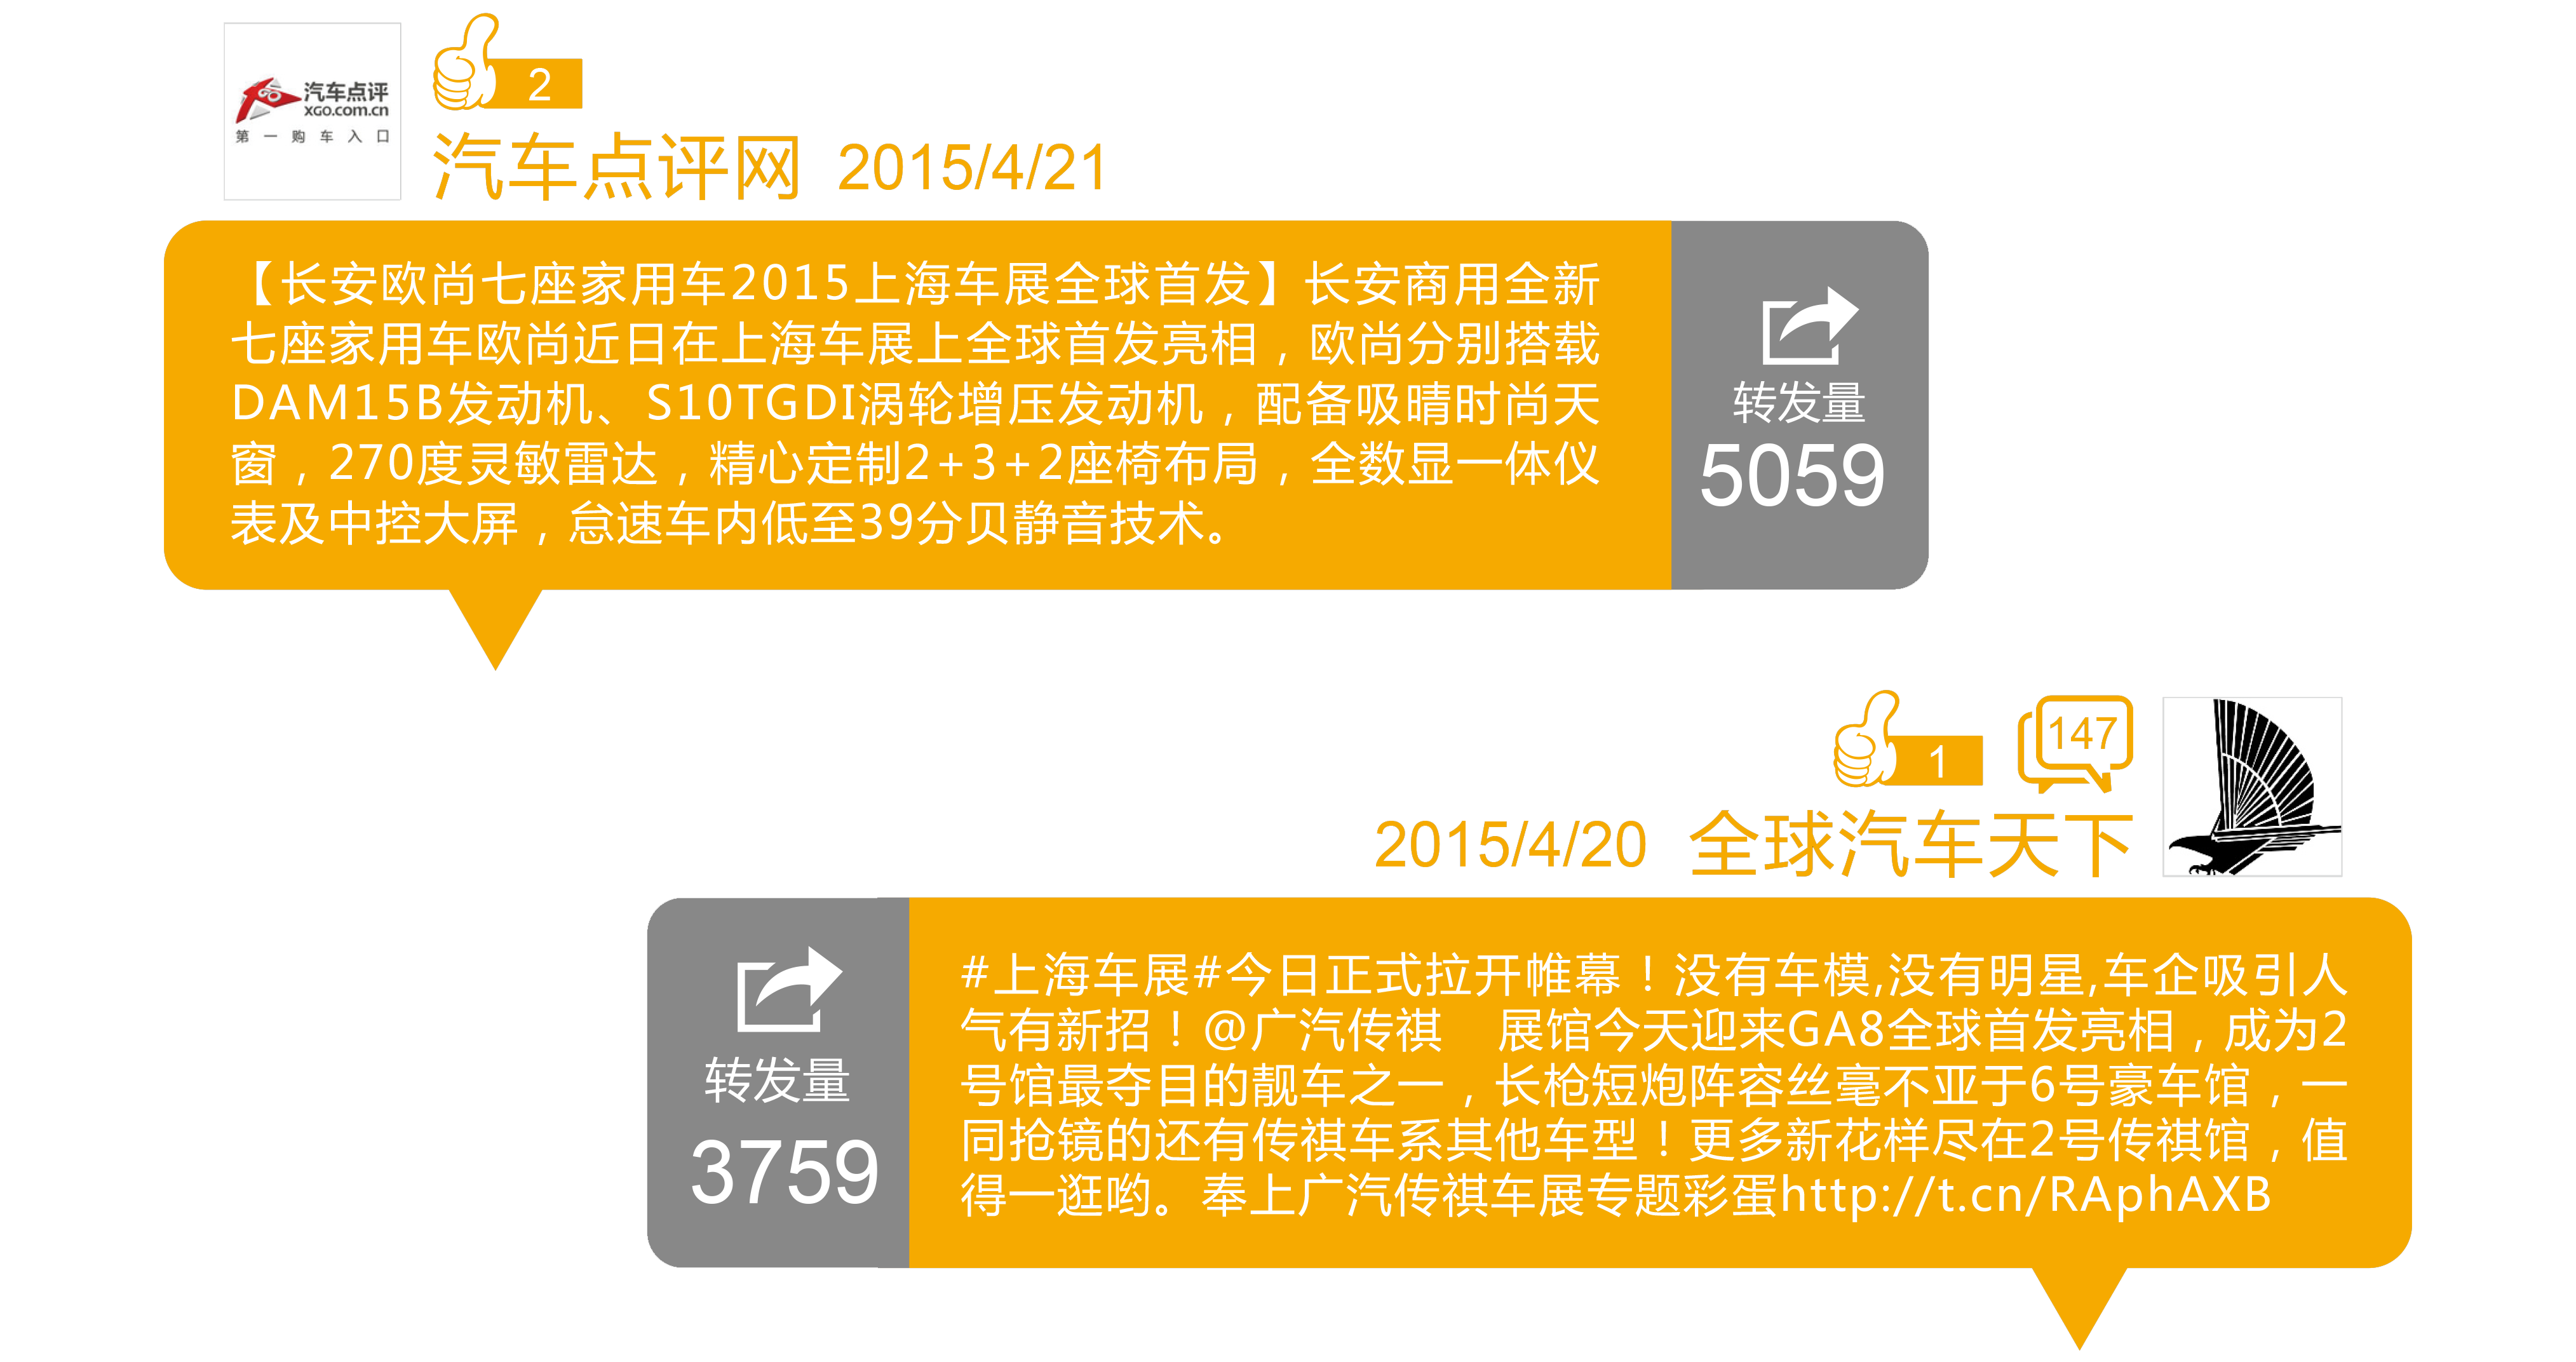 汽车点评
xgo.com.cn
第一购车入口
2
汽车点评网 2015/4/21
【长安欧尚七座家用车2015上海车展全球首发】长安商用全新
七座家用车欧尚近日在上海车展上全球首发亮相，欧尚分别搭载
DAM15B发动机、S10TGDI涡轮增压发动机，配备吸睛时尚天
窗，270度灵敏雷达，精心定制2+3+2座椅布局，全数显一体仪
表及中控大屏，怠速车内低至39分贝静音技术。
转发量
5059
1
147
2015/4/20 全球汽车天下
转发量
3759
#上海车展#今日正式拉开帷幕！没有车模,没有明星,车企吸引人
气有新招！@广汽传祺 展馆今天迎来GA8全球首发亮相，成为2
号馆最夺目的靓车之一，长枪短炮阵容丝毫不亚于6号豪车馆，一
同抢镜的还有传祺车系其他车型！更多新花样尽在2号传祺馆，值
得一逛哟。奉上广汽传祺车展专题彩蛋http://t.cn/RAphAXB